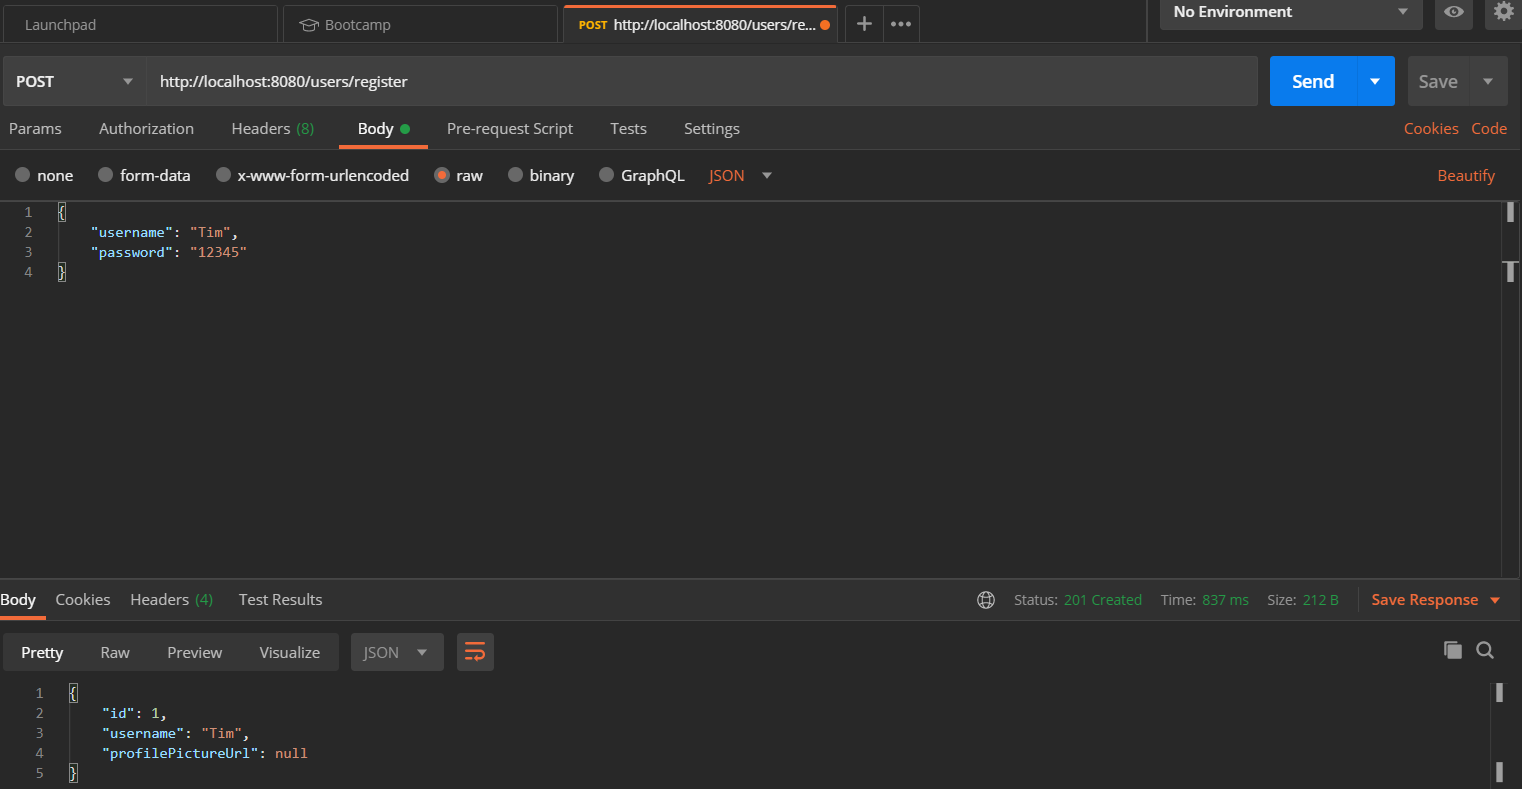 Launchpad
Bootcamp
POST http://localhost:8080/users/re...
No Environment
POST
http://localhost:8080/users/register
Send
Save
Params
Authorization
Headers (8)
Body
Pre-request Script
Tests
Settings
Cookies
Code
none
form-data
x-www-form-urlencoded
raw
binary
GraphQL
JSON
Beautify
1 {
2 "username": "Tim",
3 "password": "12345"
4 }
Body
Cookies
Headers (4)
Test Results
Status: 201 Created
Time: 837 ms
Size: 212 B
Save Response
Pretty
Raw
Preview
Visualize
JSON
1 {
2 "id": 1,
3 "username": "Tim",
4 "profilePictureUrl": null
5 }